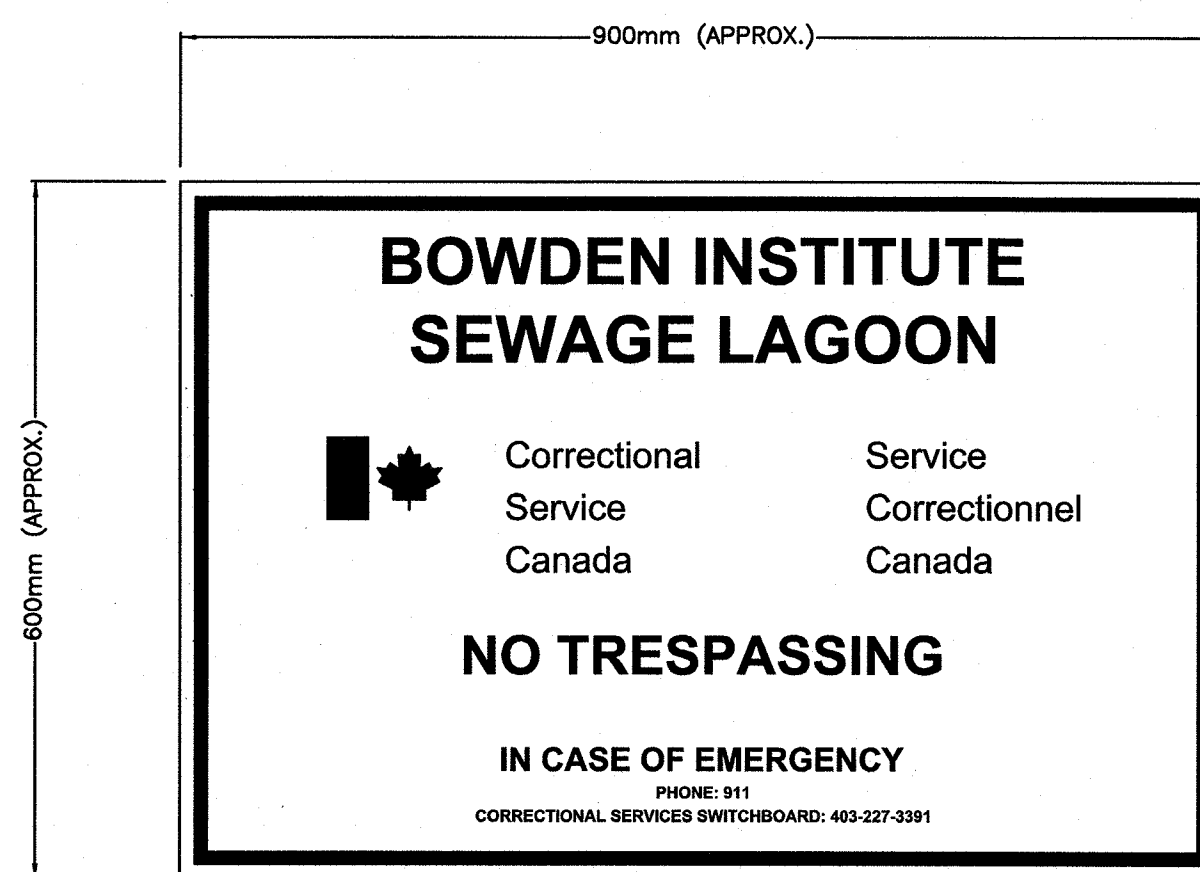 900mm (APPROX.)
600mm (APPROX.)
BOWDEN INSTITUTE
SEWAGE LAGOON
Correctional
Service
Canada
Service
Correctionnel
Canada
NO TRESPASSING
IN CASE OF EMERGENCY
PHONE: 911
CORRECTIONAL SERVICES SWITCHBOARD: 403-227-3391